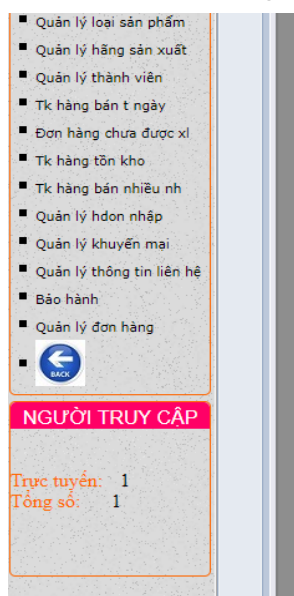 Quản lý loại sản phẩm
Quản lý hãng sản xuất
Quản lý thành viên
Tk hàng bán t ngày
Đơn hàng chưa được xl
Tk hàng tồn kho
Tk hàng bán nhiều nh
Quản lý hdon nhập
Quản lý khuyến mại
Quản lý thông tin liên hệ
Bảo hành
Quản lý đơn hàng
BACK
NGƯỜI TRUY CẬP
Trực tuyến: 1
Tổng số: 1